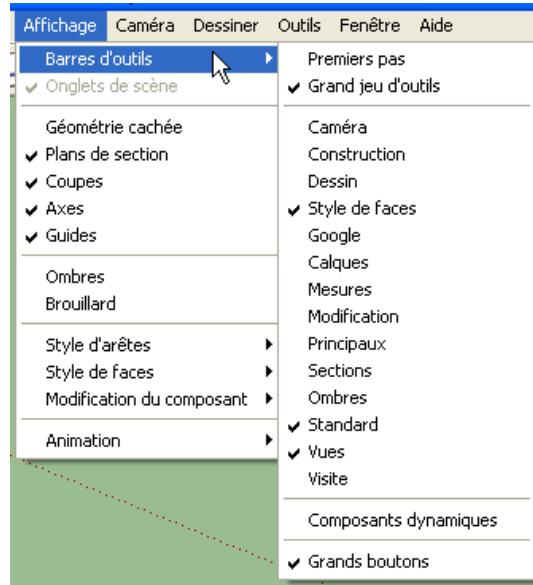 Affichage Caméra Dessiner Outils Fenêtre Aide
Barres d'outils
Onglets de scène
Géométrie cachée
Plans de section
Coupes
Axes
Guides
Ombres
Brouillard
Style d'arêtes
Style de faces
Modification du composant
Animation
Premiers pas
Grand jeu d'outils
Caméra
Construction
Dessin
Style de faces
Google
Calques
Mesures
Modification
Principaux
Sections
Ombres
Standard
Vues
Visite
Composants dynamiques
Grands boutons